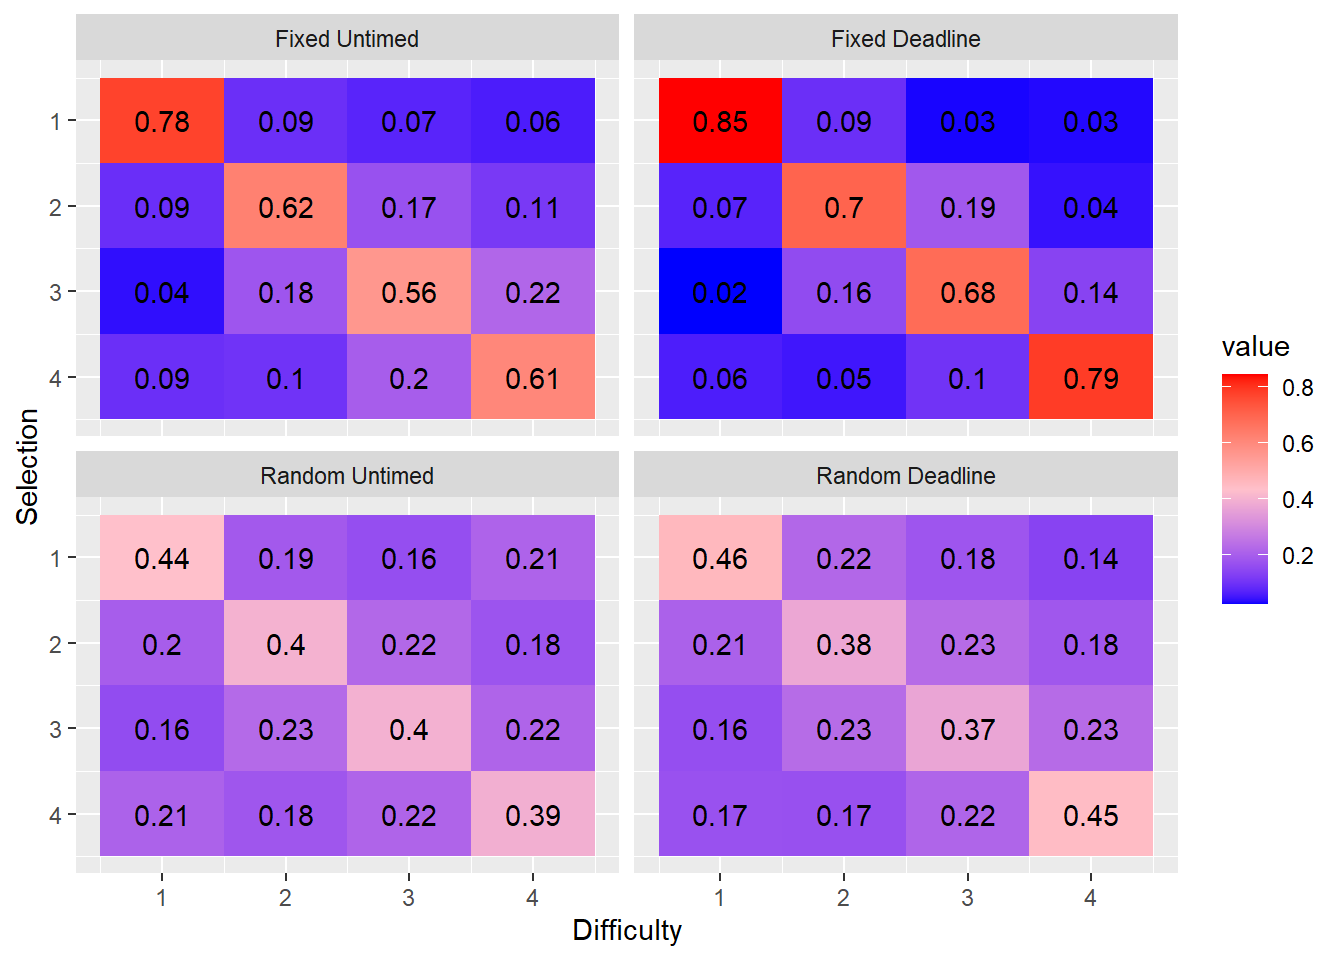 Fixed Untimed
Fixed Deadline
1
0.78 0.09 0.07 0.06
0.85 0.09 0.03 0.03
2
0.09 0.62 0.17 0.11
0.07 0.7 0.19 0.04
3
0.04 0.18 0.56 0.22
0.02 0.16 0.68 0.14
4
0.09 0.1 0.2 0.61
0.06 0.05 0.1 0.79
Random Untimed
Random Deadline
1
0.44 0.19 0.16 0.21
0.46 0.22 0.18 0.14
2
0.2 0.4 0.22 0.18
0.21 0.38 0.23 0.18
3
0.16 0.23 0.4 0.22
0.16 0.23 0.37 0.23
4
0.21 0.18 0.22 0.39
0.17 0.17 0.22 0.45
1 2 3 4
1 2 3 4
Difficulty
Selection
value
0.8
0.6
0.4
0.2